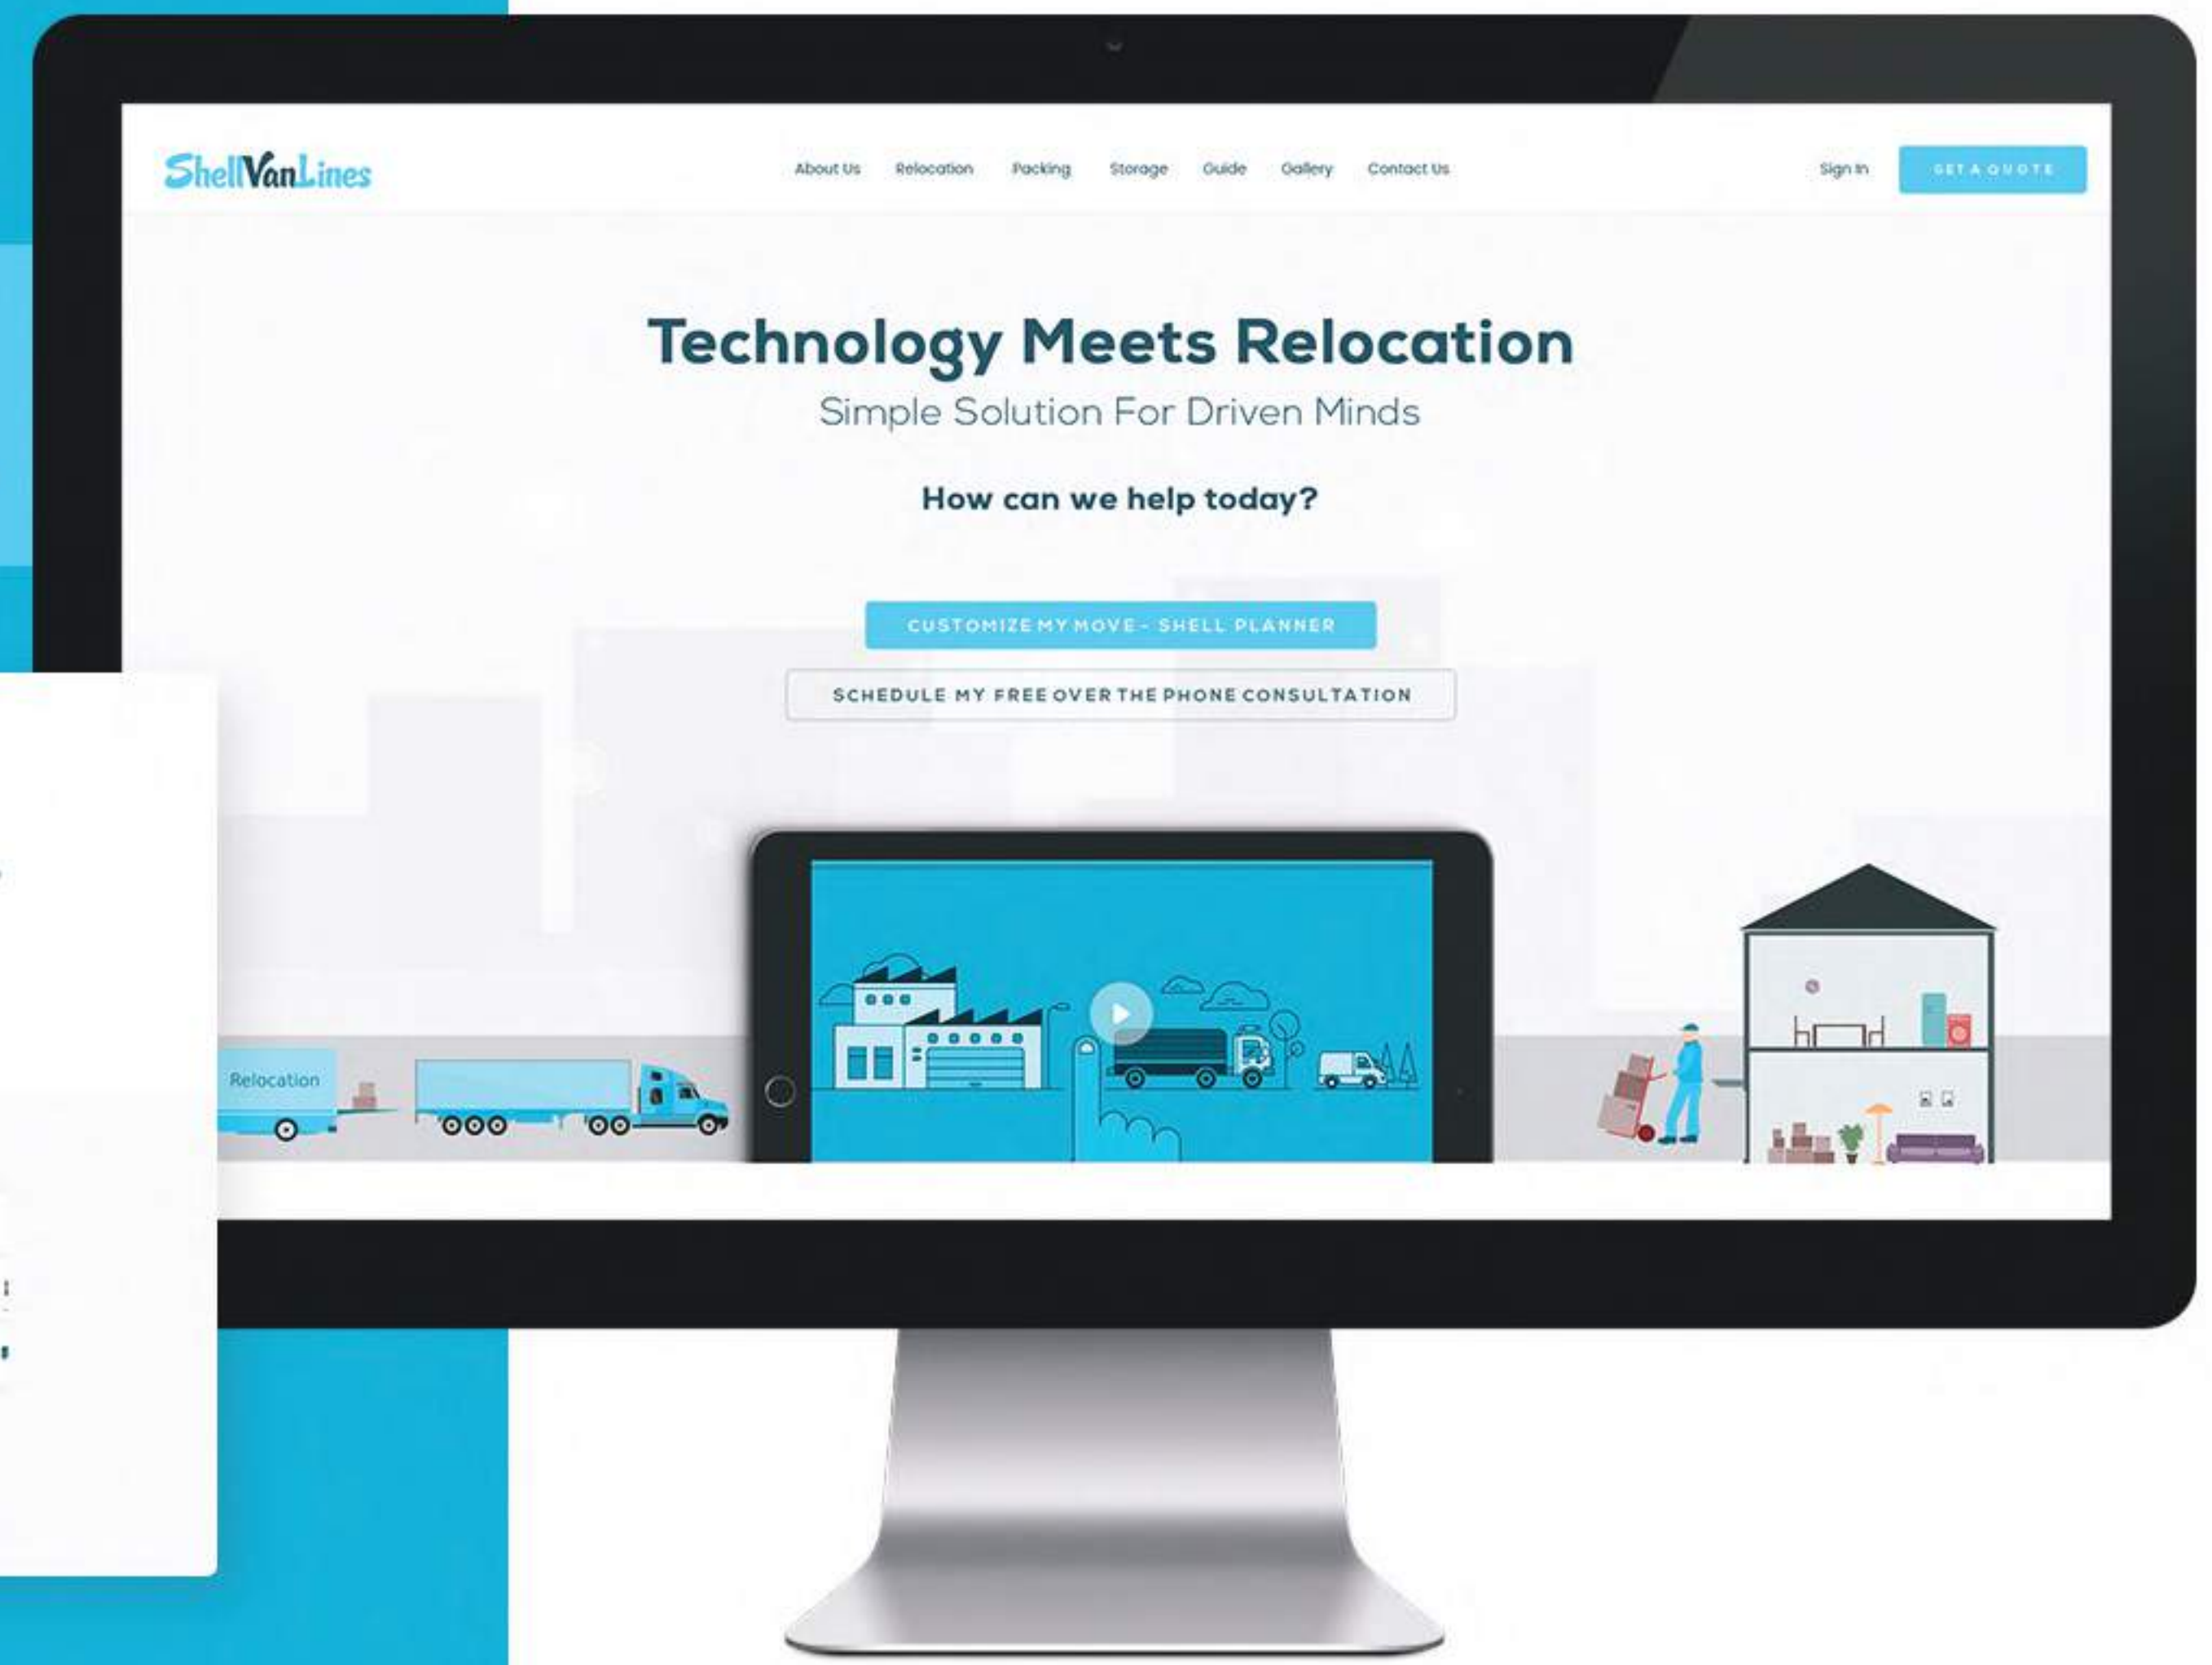 ShellVanLines
About Us Relocation Packing Storage Guide Gallery Contact Us
Sign In GET A QUOTE
Technology Meets Relocation
Simple Solution For Driven Minds
How can we help today?
CUSTOMIZE MY MOVE - SHELL PLANNER
SCHEDULE MY FREE OVER THE PHONE CONSULTATION
Relocation